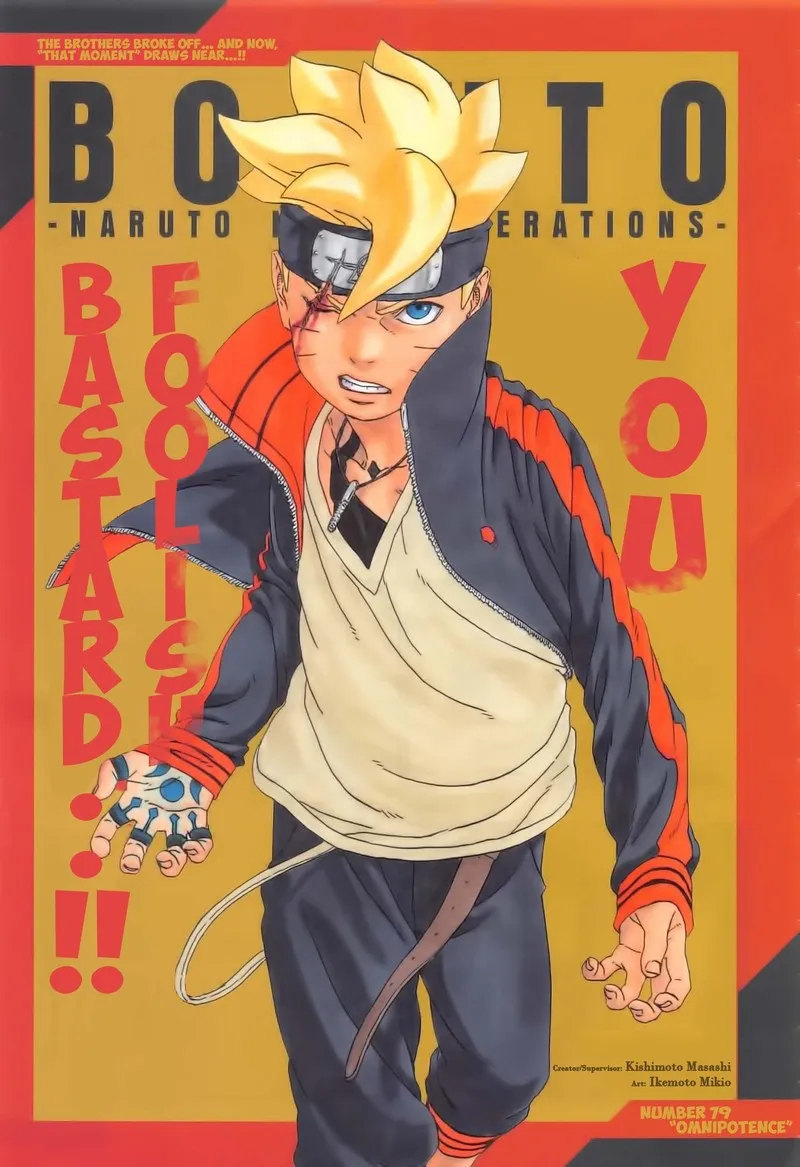 THE BROTHERS BROKE OFF... AND NOW,
"THAT MOMENT" DRAWS NEAR...!!
BO TO
-NARUTO N ERATIONS-
YOU
FOOLISH
BASTARD..!!
Creator/Supervisor: Kishimoto Masashi
Art: Ikemoto Mikio
NUMBER 79
"OMNIPOTENCE"